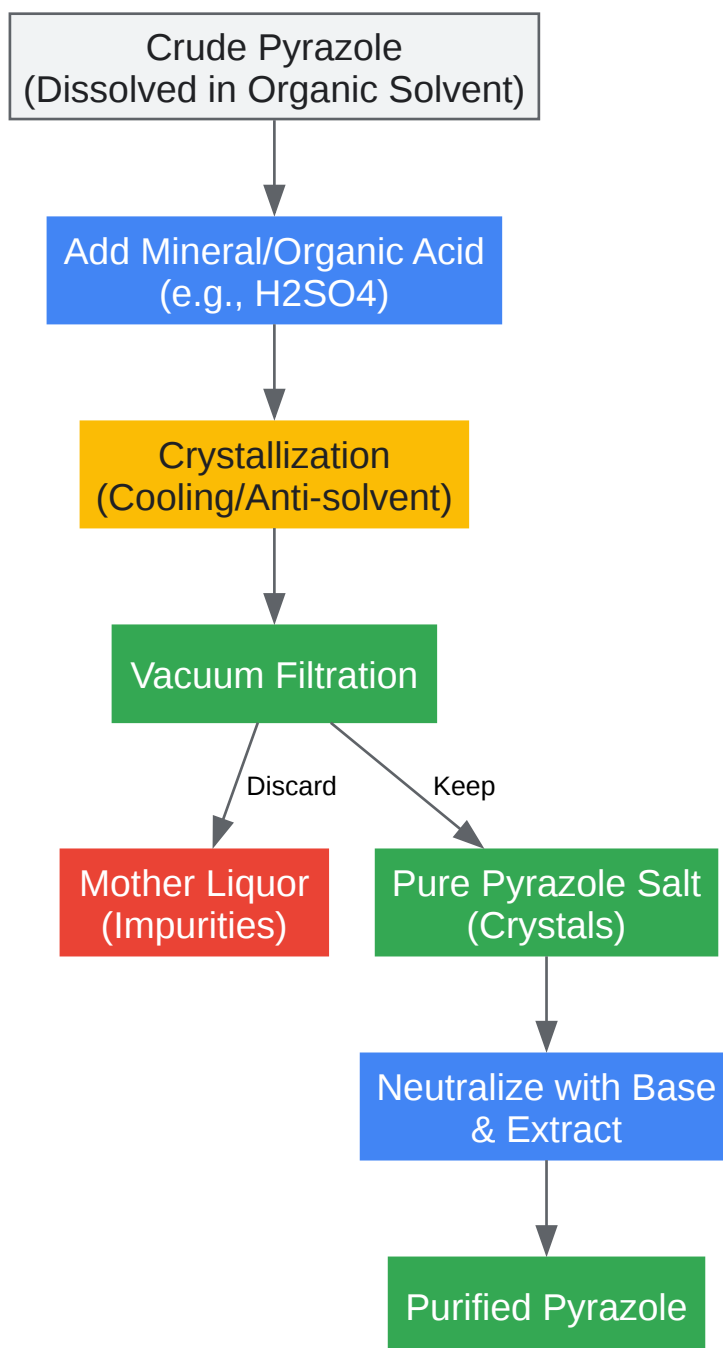 Crude Pyrazole
(Dissolved in Organic Solvent)
Add Mineral/Organic Acid
(e.g., H2SO4)
Crystallization
(Cooling/Anti-solvent)
Vacuum Filtration
Discard
Keep
Mother Liquor
(Impurities)
Pure Pyrazole Salt
(Crystals)
Neutralize with Base
& Extract
Purified Pyrazole